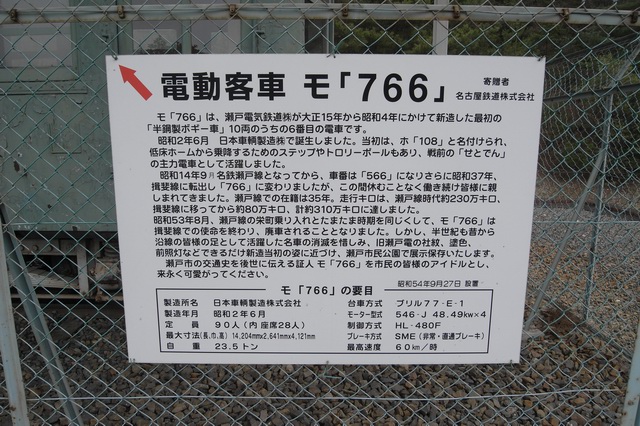 電動客車 モ「766」
寄贈者
名古屋鉄道株式会社
モ「766」は、瀬戸電気鉄道㈱が大正15年から昭和4年にかけて新造した最初の
「半鋼製ボギー車」10両のうちの6番目の電車です。
昭和2年6月 日本車輌製造㈱で誕生しました。当初は、ホ「108」と名付けられ、
低床ホームから乗降するためのステップやトロリーポールもあり、戦前の「せとでん」
の主力電車として活躍しました。
昭和14年9月名鉄瀬戸線となってから、車番は「566」になりさらに昭和37年、
揖斐線に転出し「766」に変わりましたが、この間休むことなく働き続け皆様に親
しまれてきました。瀬戸線での在籍は35年。走行キロは、瀬戸線時代約230万キロ、
揖斐線に移ってから約80万キロ、計約310万キロに達しました。
昭和53年8月、瀬戸線の栄町乗り入れとたまたま時期を同じくして、モ「766」は
揖斐線での使命を終わり、廃車されることとなりました。しかし、半世紀も昔から
沿線の皆様の足として活躍した名車の消滅を惜しみ、旧瀬戸電の社紋、塗色、
前照灯などできるだけ新造当初の姿に近づけ、瀬戸市民公園で展示保存いたします。
瀬戸市の交通史を後世に伝える証人 モ「766」を市民の皆様のアイドルとし、
末永く可愛がってください。
昭和54年9月27日 設置
モ「766」の要目
製造所名 日本車輌製造株式会社 台車方式 ブリル77-E-1
製造年月 昭和2年6月 モーター型式 546-J 48.49kw×4
定員 90人(内 座席28人) 制御方式 HL-480F
最大寸法(長、巾、高) 14,204mm×2,641mm×4,121mm ブレーキ方式 SME(非常・直通ブレーキ)
自重 23.5トン 最高速度 60㎞/時